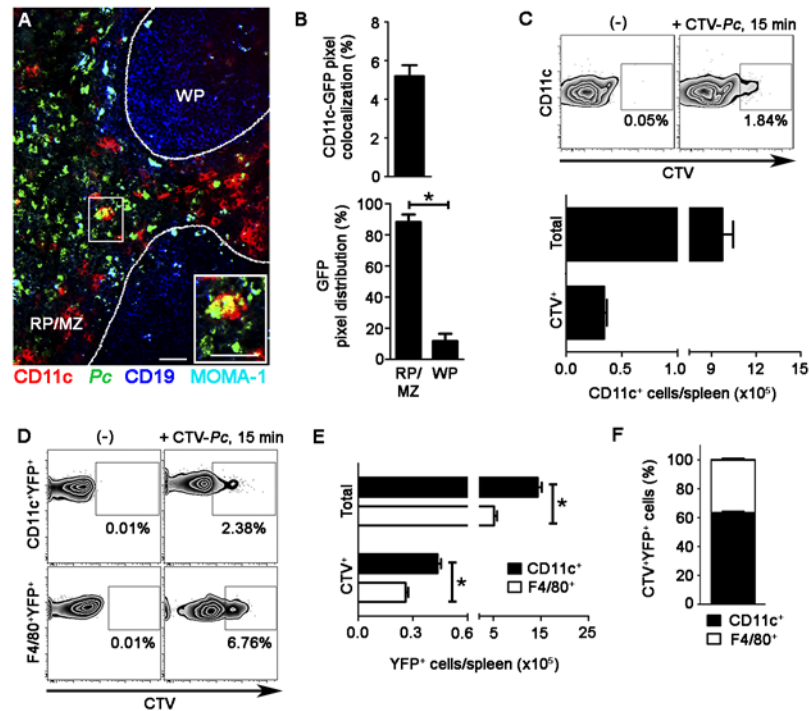 A
WP
RP/MZ
CD11c Pc CD19 MOMA-1
B
CD11c-GFP pixel
colocalization (%)
8
6
4
2
0
GFP
pixel distribution (%)
100
80
60
40
20
0
*
RP/
MZ
WP
C
(-)
+ CTV-Pc, 15 min
CD11c
0.05%
1.84%
CTV
Total
CTV⁺
0.0 0.5 1.0 9 12 15
CD11c⁺ cells/spleen (x10⁵)
D
(-)
+ CTV-Pc, 15 min
CD11c⁺YFP⁺
0.01%
2.38%
F4/80⁺YFP⁺
0.01%
6.76%
CTV
E
Total
*
CTV⁺
*
CD11c⁺
F4/80⁺
0.0 0.3 0.6 5 15 25
YFP⁺ cells/spleen (x10⁵)
F
CTV⁺YFP⁺ cells (%)
100
80
60
40
20
0
CD11c⁺
F4/80⁺